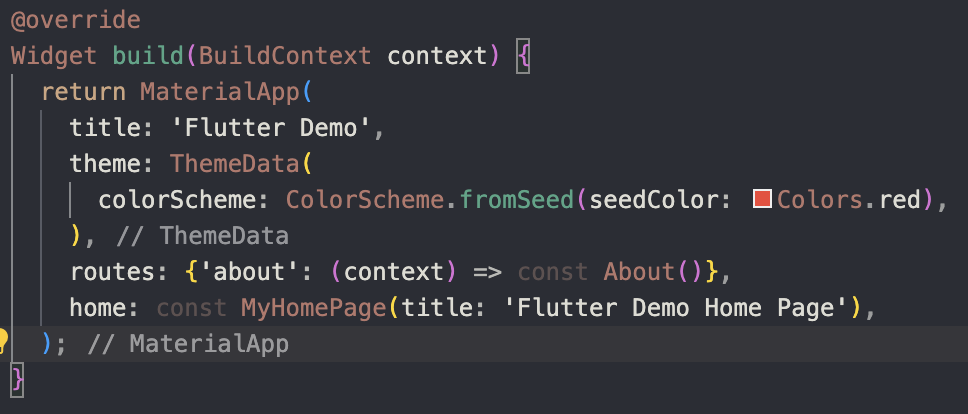 @override
Widget build(BuildContext context) {
  return MaterialApp(
    title: 'Flutter Demo',
    theme: ThemeData(
      colorScheme: ColorScheme.fromSeed(seedColor: Colors.red),
    ), // ThemeData
    routes: {'about': (context) => const About()},
    home: const MyHomePage(title: 'Flutter Demo Home Page'),
  ); // MaterialApp
}